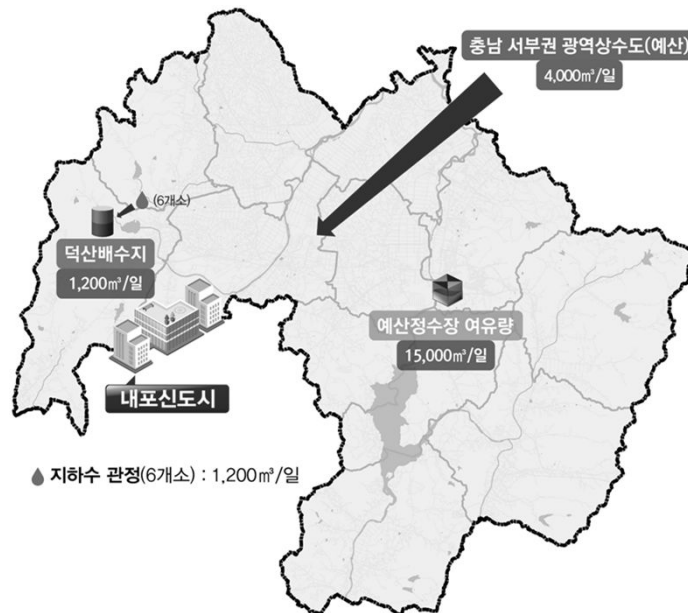 충남 서부권 광역상수도(예산)
4,000㎥/일
(6개소)
덕산배수지
1,200㎥/일
예산정수장 여유량
15,000㎥/일
내포신도시
지하수 관정(6개소) : 1,200㎥/일